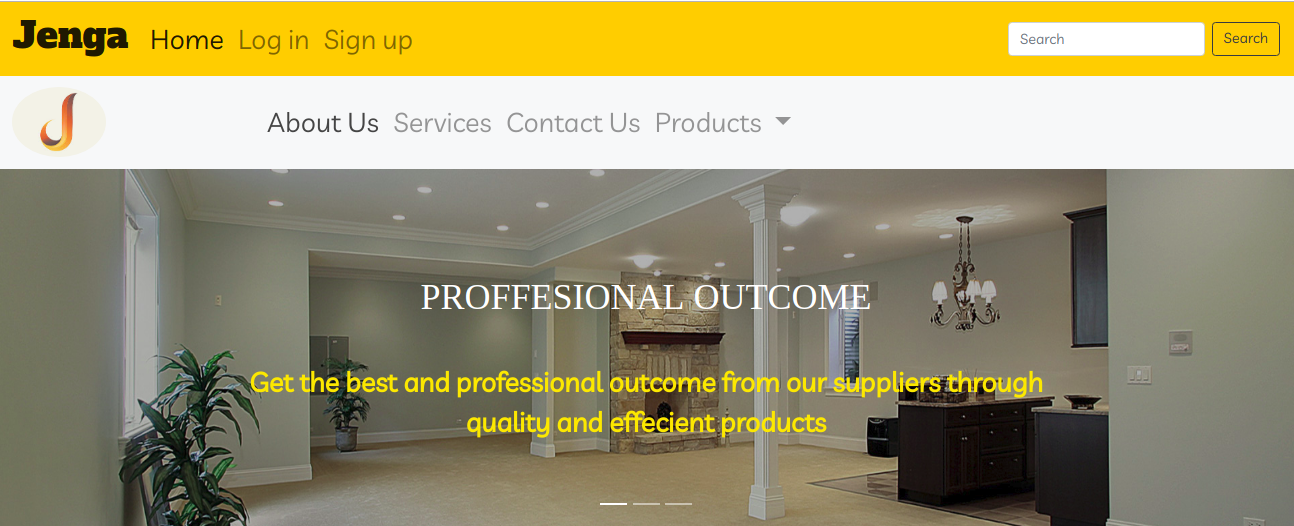 Jenga Home Log in Sign up Search Search
J
About Us Services Contact Us Products
PROFFESIONAL OUTCOME
Get the best and professional outcome from our suppliers through
quality and effecient products